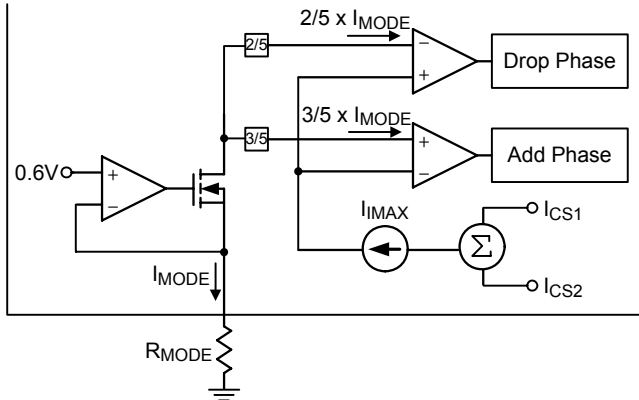 2/5 x IMODE
2/5
−
+
Drop Phase
3/5 x IMODE
3/5
+
−
Add Phase
0.6V
+
−
IIMAX
ICS1
Σ
ICS2
IMODE
RMODE